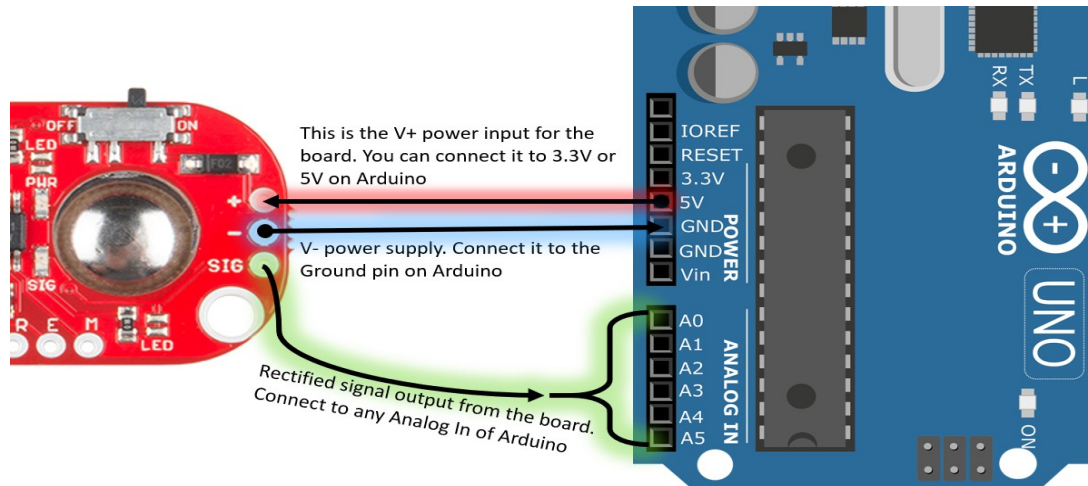 OFF
ON
LED
PWR
F02
+
-
SIG
SIG
R E M
LED
This is the V+ power input for the
board. You can connect it to 3.3V or
5V on Arduino
V- power supply. Connect it to the
Ground pin on Arduino
Rectified signal output from the board.
Connect to any Analog In of Arduino
IOREF
RESET
3.3V
5V
GND
GND
Vin
POWER
A0
A1
A2
A3
A4
A5
ANALOG IN
RX
TX
L
ARDUINO
- +
UNO
ON